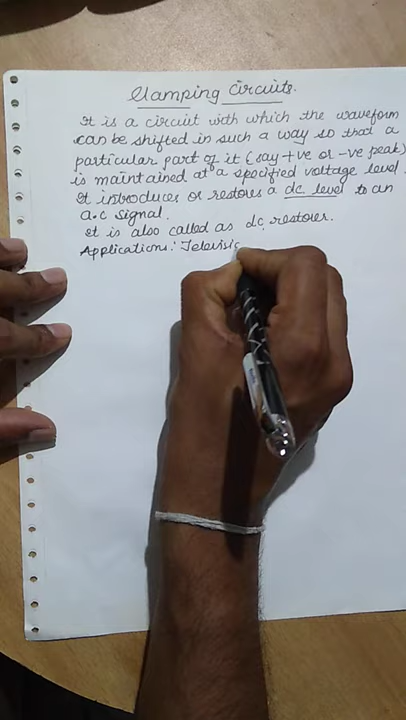 Clamping Circuits.
It is a circuit with which the waveform
can be shifted in such a way so that a
particular part of it (say +ve or -ve peak)
is maintained at a specified voltage level.
It introduces or restores a dc level to an
a.c signal.
It is also called as dc restorer.
Applications: Televisio